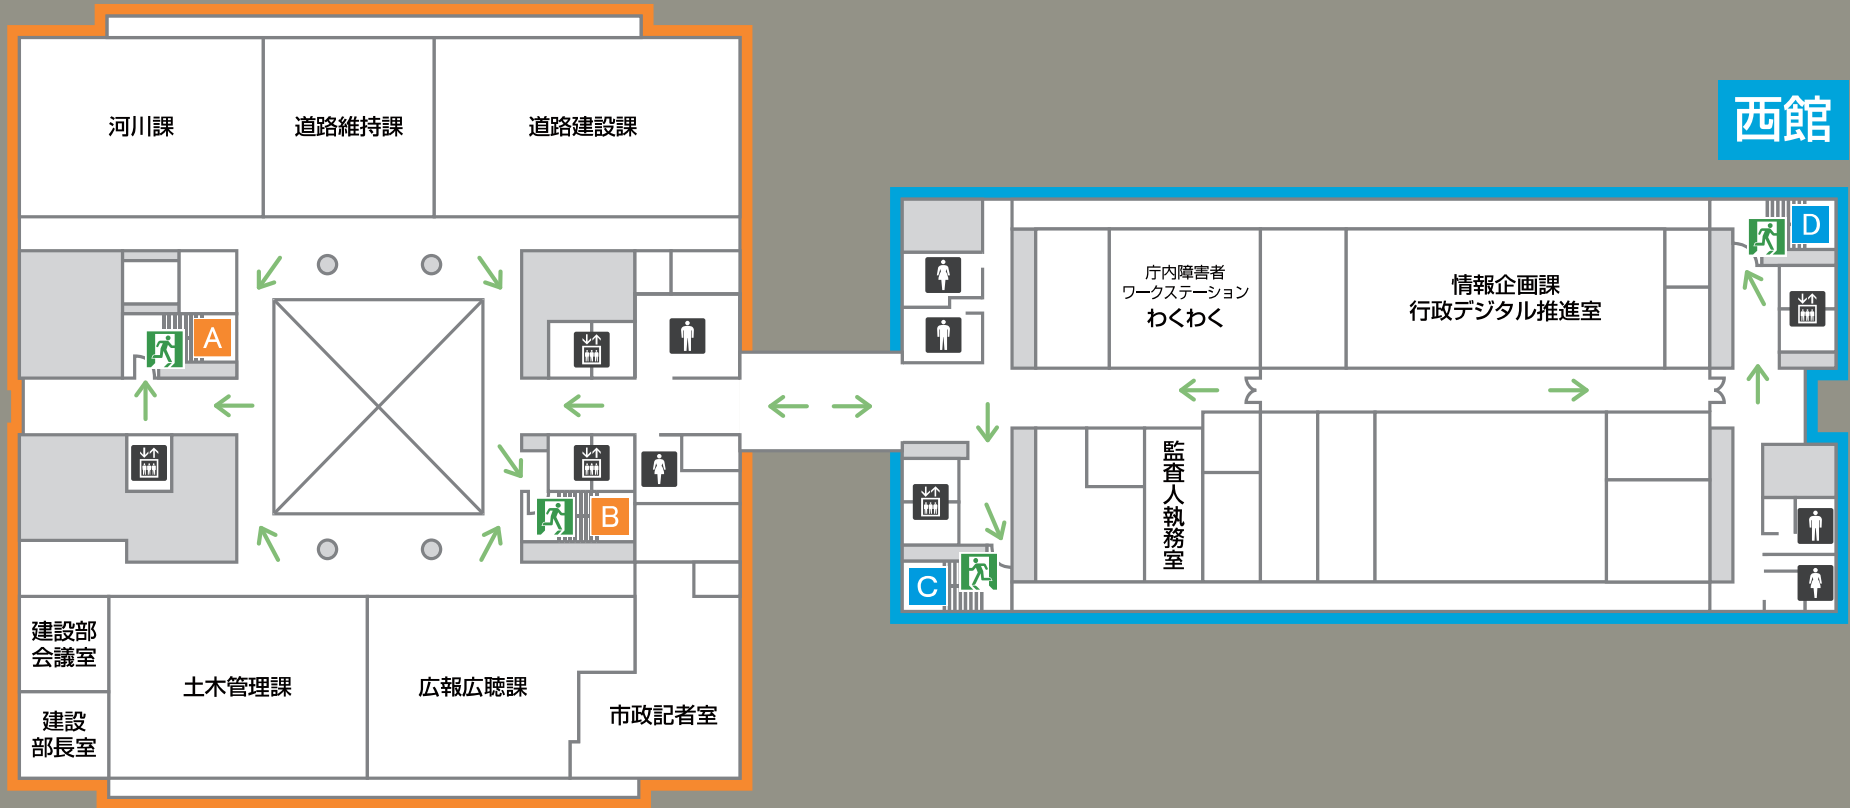 河川課
道路維持課
道路建設課
西館
A
B
建設部
会議室
建設
部長室
土木管理課
広報広聴課
市政記者室
D
庁内障害者
ワークステーション
わくわく
情報企画課
行政デジタル推進室
監査人執務室
C